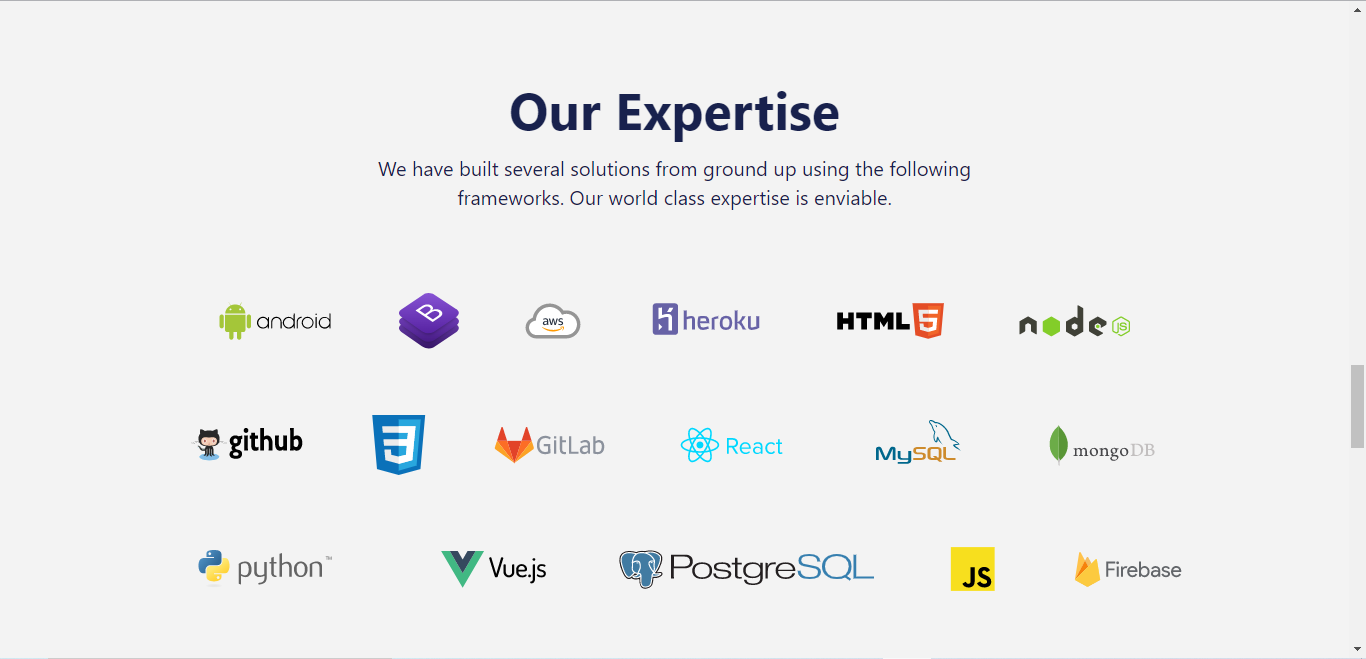 Our Expertise
We have built several solutions from ground up using the following
frameworks. Our world class expertise is enviable.
android B aws heroku HTML 5 node JS
github 3 GitLab React MySQL mongoDB
python™ Vue.js PostgreSQL JS Firebase